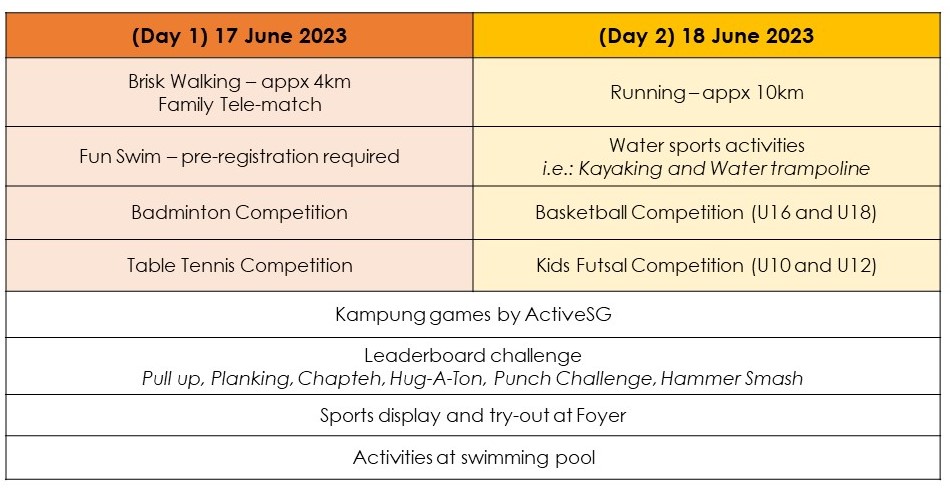 (Day 1) 17 June 2023
(Day 2) 18 June 2023
Brisk Walking – appx 4km
Family Tele-match
Running – appx 10km
Fun Swim – pre-registration required
Water sports activities
i.e.: Kayaking and Water trampoline
Badminton Competition
Basketball Competition (U16 and U18)
Table Tennis Competition
Kids Futsal Competition (U10 and U12)
Kampung games by ActiveSG
Leaderboard challenge
Pull up, Planking, Chapteh, Hug-A-Ton, Punch Challenge, Hammer Smash
Sports display and try-out at Foyer
Activities at swimming pool